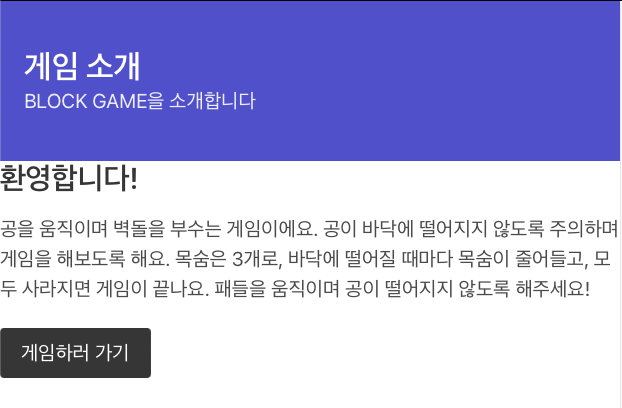 게임 소개
BLOCK GAME을 소개합니다
환영합니다!
공을 움직이며 벽돌을 부수는 게임이에요. 공이 바닥에 떨어지지 않도록 주의하며
게임을 해보도록 해요. 목숨은 3개로, 바닥에 떨어질 때마다 목숨이 줄어들고, 모
두 사라지면 게임이 끝나요. 패들을 움직이며 공이 떨어지지 않도록 해주세요!
게임하러 가기